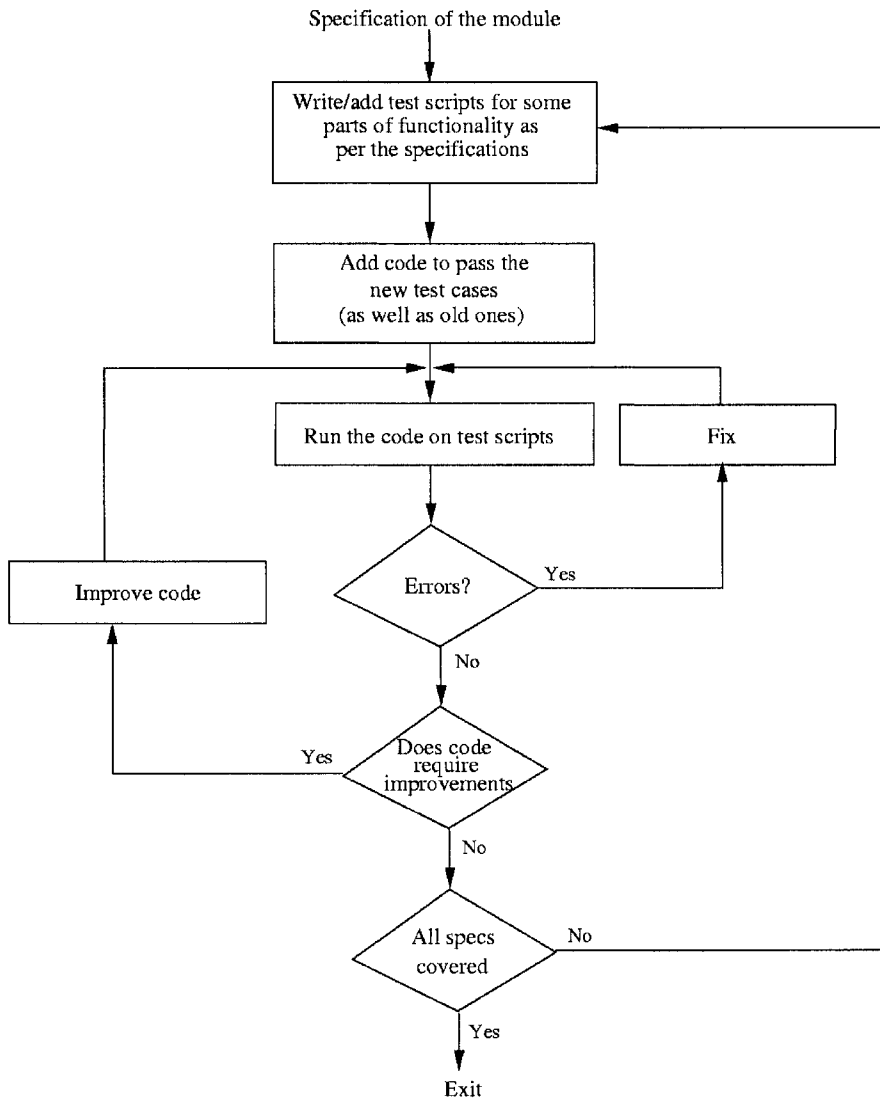 Specification of the module
Write/add test scripts for some
parts of functionality as
per the specifications
Add code to pass the
new test cases
(as well as old ones)
Run the code on test scripts
Fix
Errors?
Yes
Improve code
No
Yes
Does code
require
improvements
No
All specs
covered
No
Yes
Exit